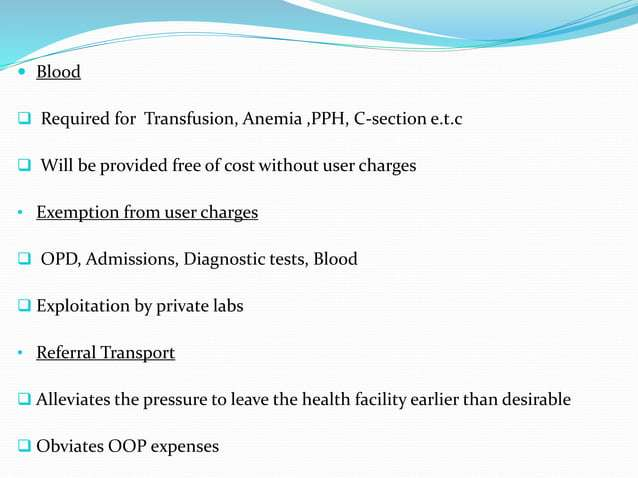 Blood
Required for Transfusion, Anemia ,PPH, C-section e.t.c
Will be provided free of cost without user charges
Exemption from user charges
OPD, Admissions, Diagnostic tests, Blood
Exploitation by private labs
Referral Transport
Alleviates the pressure to leave the health facility earlier than desirable
Obviates OOP expenses